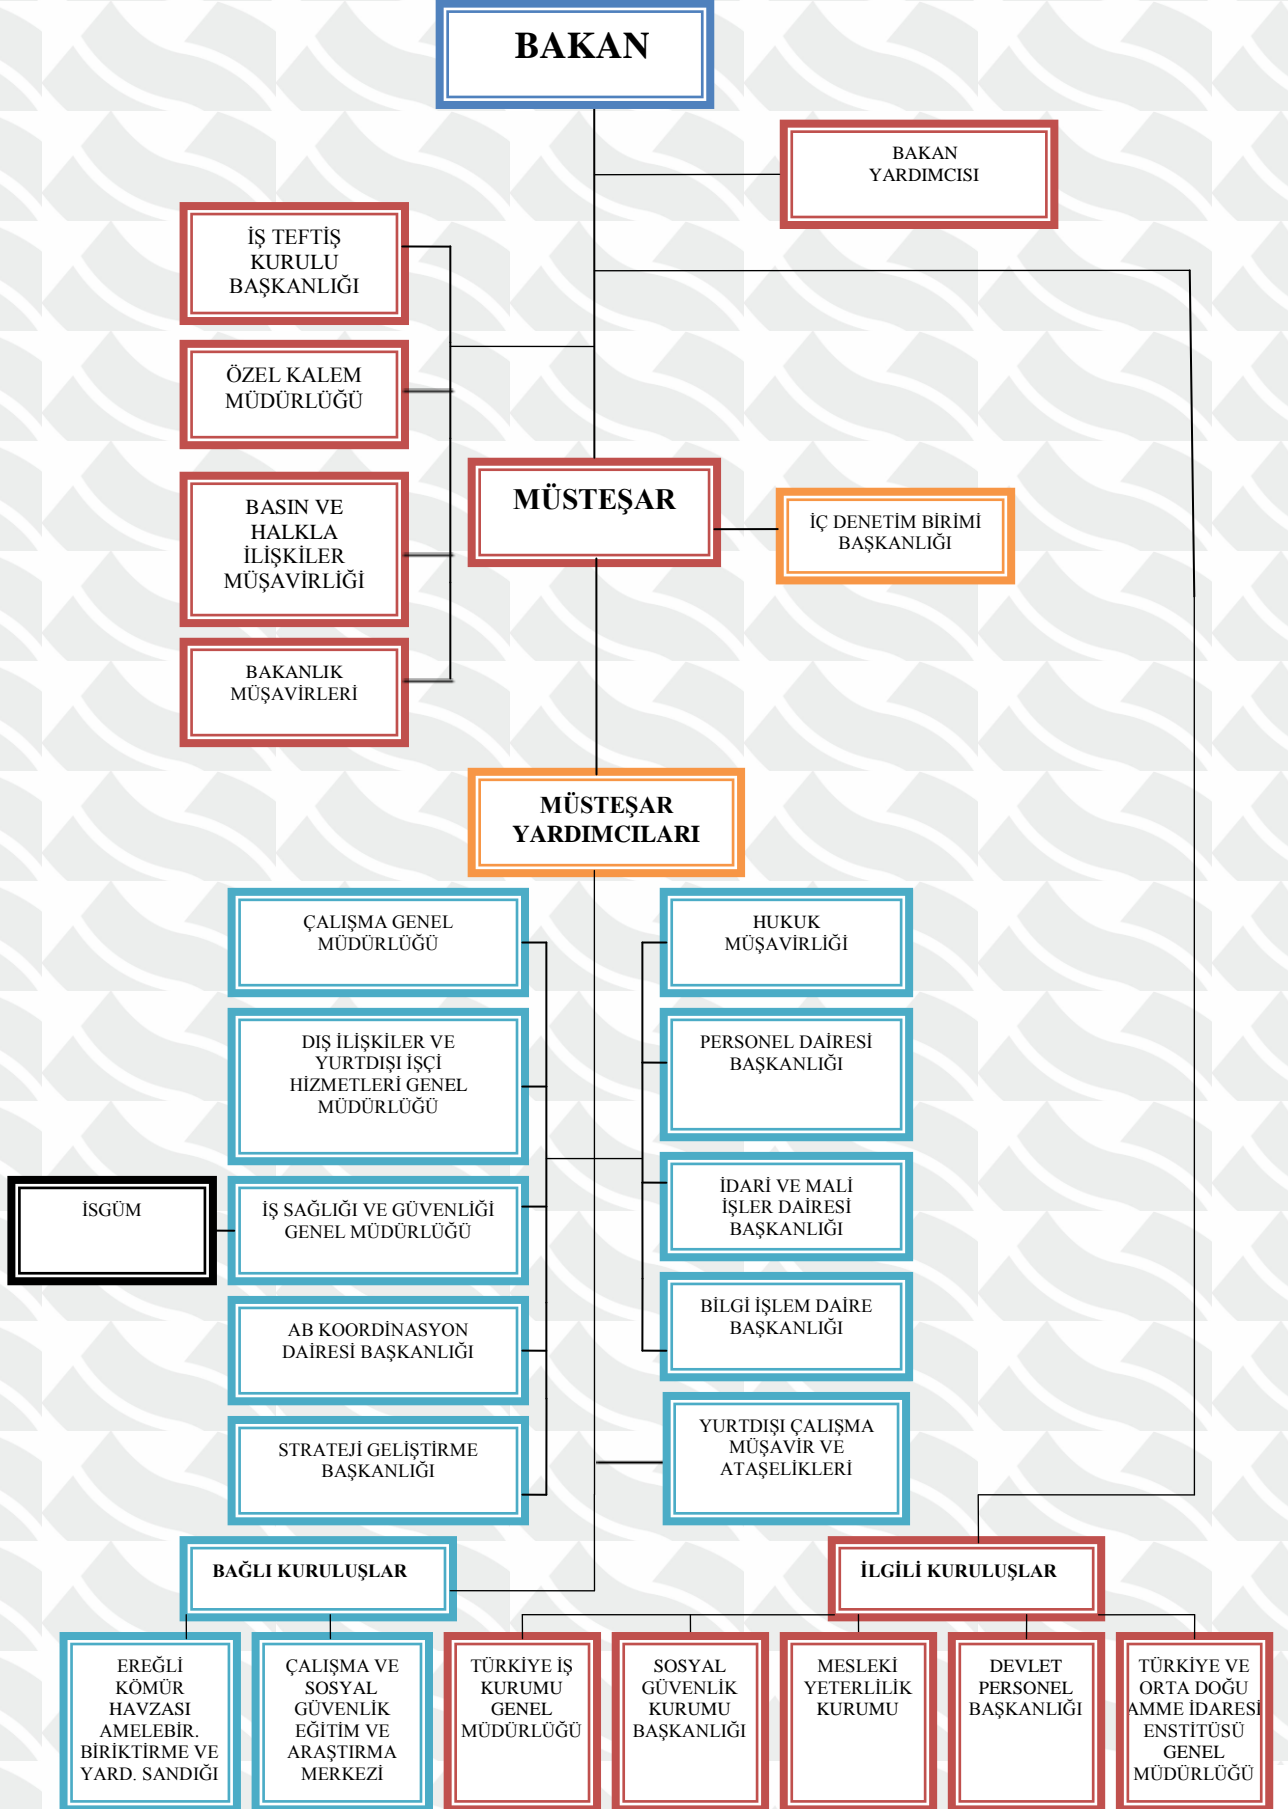 BAKAN
BAKAN
YARDIMCISI
İŞ TEFTİŞ
KURULU
BAŞKANLIĞI
ÖZEL KALEM
MÜDÜRLÜĞÜ
BASIN VE
HALKLA
İLİŞKİLER
MÜŞAVİRLİĞİ
MÜSTEŞAR
İÇ DENETİM BİRİMİ
BAŞKANLIĞI
BAKANLIK
MÜŞAVİRLERİ
MÜSTEŞAR
YARDIMCILARI
ÇALIŞMA GENEL
MÜDÜRLÜĞÜ
HUKUK
MÜŞAVİRLİĞİ
DIŞ İLİŞKİLER VE
YURTDIŞI İŞÇİ
HİZMETLERİ GENEL
MÜDÜRLÜĞÜ
PERSONEL DAİRESİ
BAŞKANLIĞI
İSGÜM
İŞ SAĞLIĞI VE GÜVENLİĞİ
GENEL MÜDÜRLÜĞÜ
İDARİ VE MALİ
İŞLER DAİRESİ
BAŞKANLIĞI
AB KOORDİNASYON
DAİRESİ BAŞKANLIĞI
BİLGİ İŞLEM DAİRE
BAŞKANLIĞI
STRATEJİ GELİŞTİRME
BAŞKANLIĞI
YURTDIŞI ÇALIŞMA
MÜŞAVİR VE
ATAŞELİKLERİ
BAĞLI KURULUŞLAR
İLGİLİ KURULUŞLAR
EREĞLİ
KÖMÜR
HAVZASI
AMELEBİR.
BİRİKTİRME VE
YARD. SANDIĞI
ÇALIŞMA VE
SOSYAL
GÜVENLİK
EĞİTİM VE
ARAŞTIRMA
MERKEZİ
TÜRKİYE İŞ
KURUMU
GENEL
MÜDÜRLÜĞÜ
SOSYAL
GÜVENLİK
KURUMU
BAŞKANLIĞI
MESLEKİ
YETERLİLİK
KURUMU
DEVLET
PERSONEL
BAŞKANLIĞI
TÜRKİYE VE
ORTA DOĞU
AMME İDARESİ
ENSTİTÜSÜ
GENEL
MÜDÜRLÜĞÜ